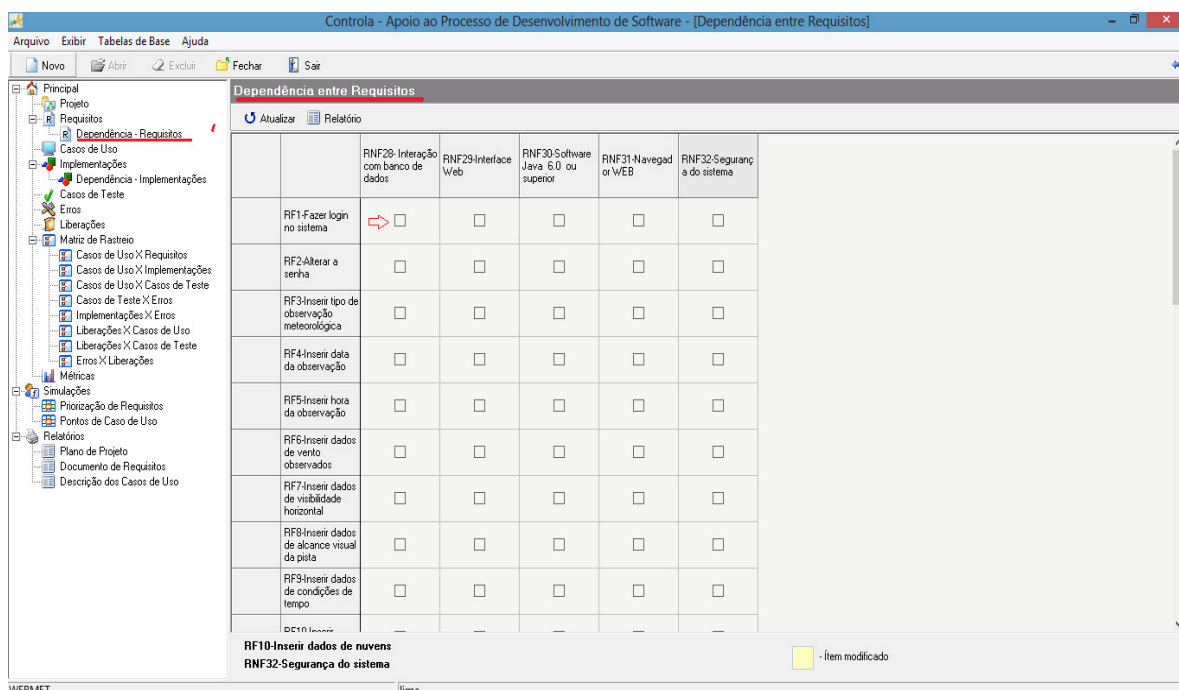 Controla - Apoio ao Processo de Desenvolvimento de Software - [Dependência entre Requisitos]
Arquivo Exibir Tabelas de Base Ajuda
Novo Abrir Excluir Fechar Sair
Principal
Projeto
Requisitos
Dependência - Requisitos
Casos de Uso
Implementações
Dependência - Implementações
Casos de Teste
Erros
Liberações
Matriz de Rastreio
Casos de Uso X Requisitos
Casos de Uso X Implementações
Casos de Uso X Casos de Teste
Casos de Teste X Erros
Implementações X Erros
Liberações X Casos de Uso
Liberações X Casos de Teste
Erros X Liberações
Métricas
Simulações
Priorização de Requisitos
Pontos de Caso de Uso
Relatórios
Plano de Projeto
Documento de Requisitos
Descrição dos Casos de Uso
Dependência entre Requisitos
Atualizar Relatório
RNF28- Interação
com banco de
dados
RNF29-Interface
Web
RNF30-Software
Java 6.0 ou
superior
RNF31-Navegad
or WEB
RNF32-Seguranç
a do sistema
RF1-Fazer login
no sistema
RF2-Alterar a
senha
RF3-Inserir tipo de
observação
meteorológica
RF4-Inserir data
da observação
RF5-Inserir hora
da observação
RF6-Inserir dados
de vento
observados
RF7-Inserir dados
de visibilidade
horizontal
RF8-Inserir dados
de alcance visual
da pista
RF9-Inserir dados
de condições de
tempo
RF10-Inserir
RF10-Inserir dados de nuvens
RNF32-Segurança do sistema
- Ítem modificado
WEBMET
lima